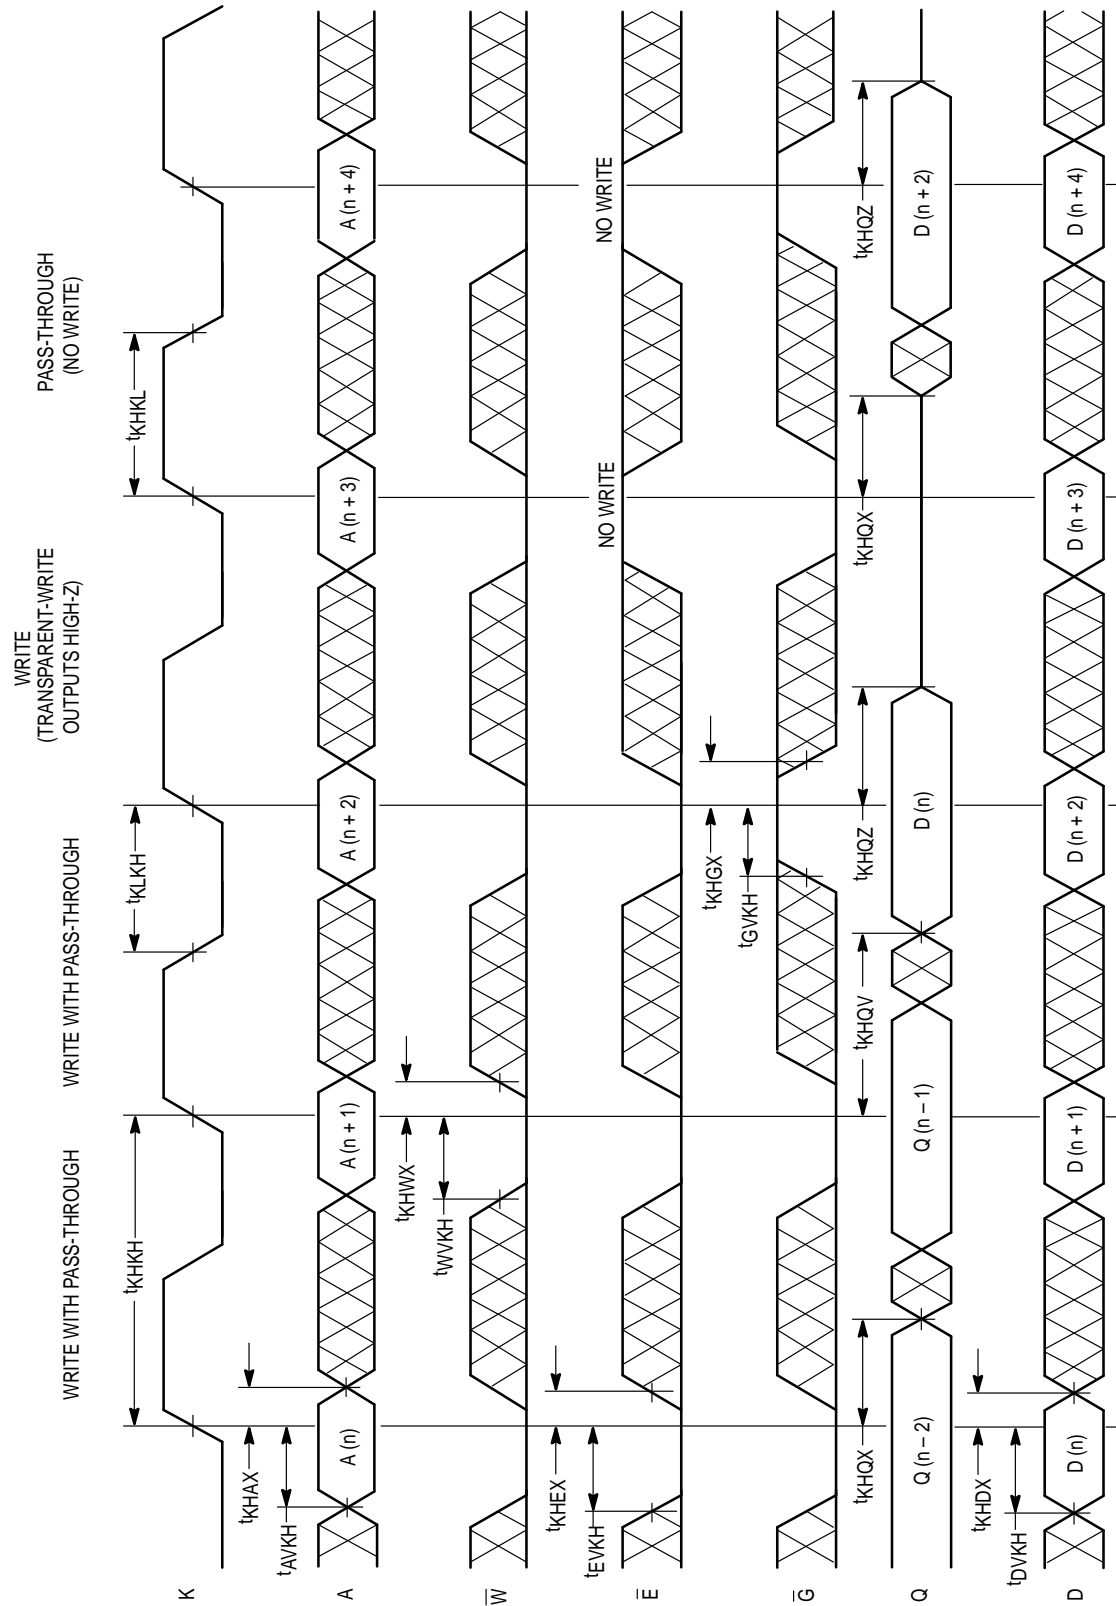 WRITE WITH PASS-THROUGH
WRITE WITH PASS-THROUGH
WRITE
(TRANSPARENT-WRITE
OUTPUTS HIGH-Z)
PASS-THROUGH
(NO WRITE)
K
tKHKH
tKLKH
tKHKL
A
tKHAX
tAVKH
A (n)
A (n + 1)
A (n + 2)
A (n + 3)
A (n + 4)
W
tKHWX
tWVKH
E
tKHEX
tEVKH
NO WRITE
NO WRITE
G
tKHGX
tGVKH
Q
tKHQX
tKHQV
tKHQZ
tKHQX
tKHQZ
Q (n – 2)
Q (n – 1)
D (n)
D (n + 2)
D
tKHDX
tDVKH
D (n)
D (n + 1)
D (n + 2)
D (n + 3)
D (n + 4)